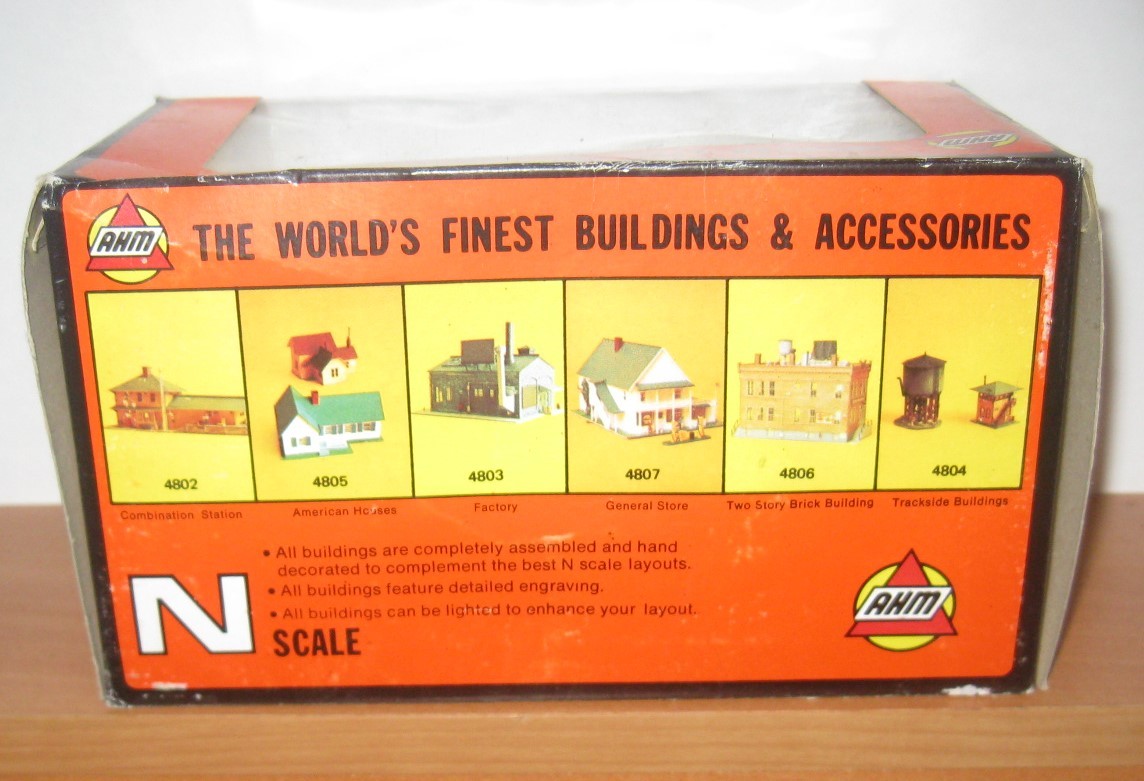 AHM
AHM
THE WORLD'S FINEST BUILDINGS & ACCESSORIES
4802
4805
4803
4807
4806
4804
Combination Station
American Houses
Factory
General Store
Two Story Brick Building
Trackside Buildings
• All buildings are completely assembled and hand
decorated to complement the best N scale layouts.
• All buildings feature detailed engraving.
• All buildings can be lighted to enhance your layout.
N
SCALE
AHM